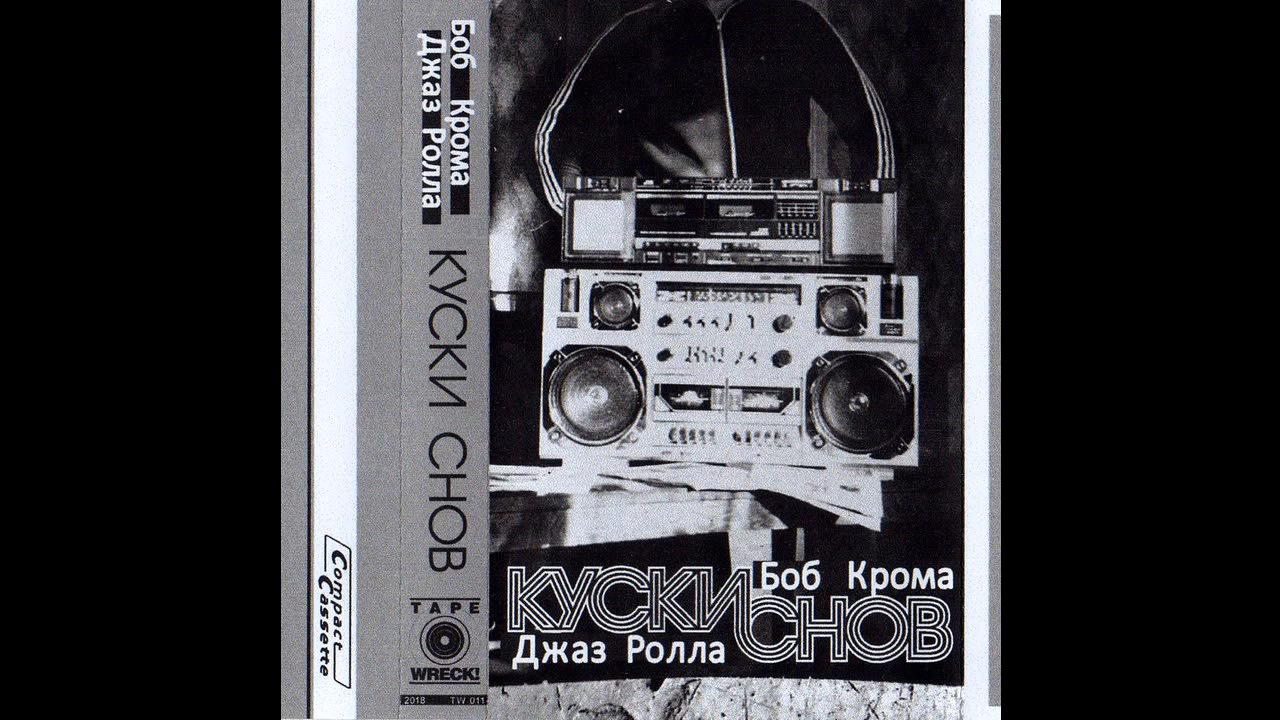 Боб Крома
Джаз Ролла
КУСКИ СНОВ
TAPE
WRECK!
2018 TW 011
Compact
Cassette
КУСКИ
Боб Крома
СНОВ
Джаз Ролла